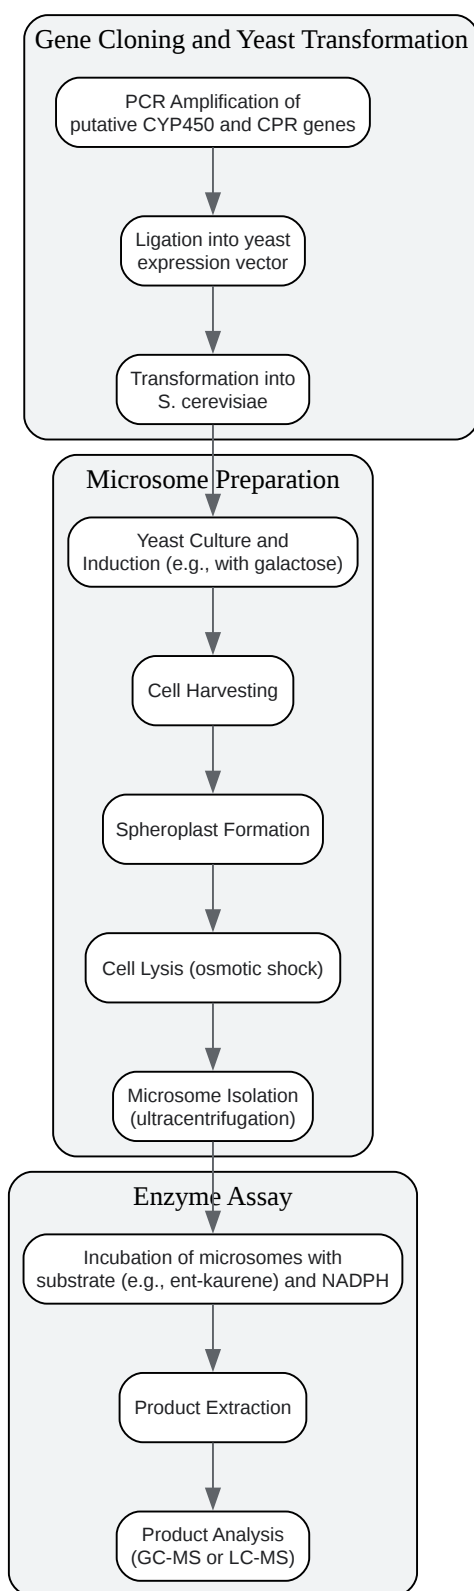 Gene Cloning and Yeast Transformation
PCR Amplification of
putative CYP450 and CPR genes
Ligation into yeast
expression vector
Transformation into
S. cerevisiae
Microsome Preparation
Yeast Culture and
Induction (e.g., with galactose)
Cell Harvesting
Spheroplast Formation
Cell Lysis (osmotic shock)
Microsome Isolation
(ultracentrifugation)
Enzyme Assay
Incubation of microsomes with
substrate (e.g., ent-kaurene) and NADPH
Product Extraction
Product Analysis
(GC-MS or LC-MS)